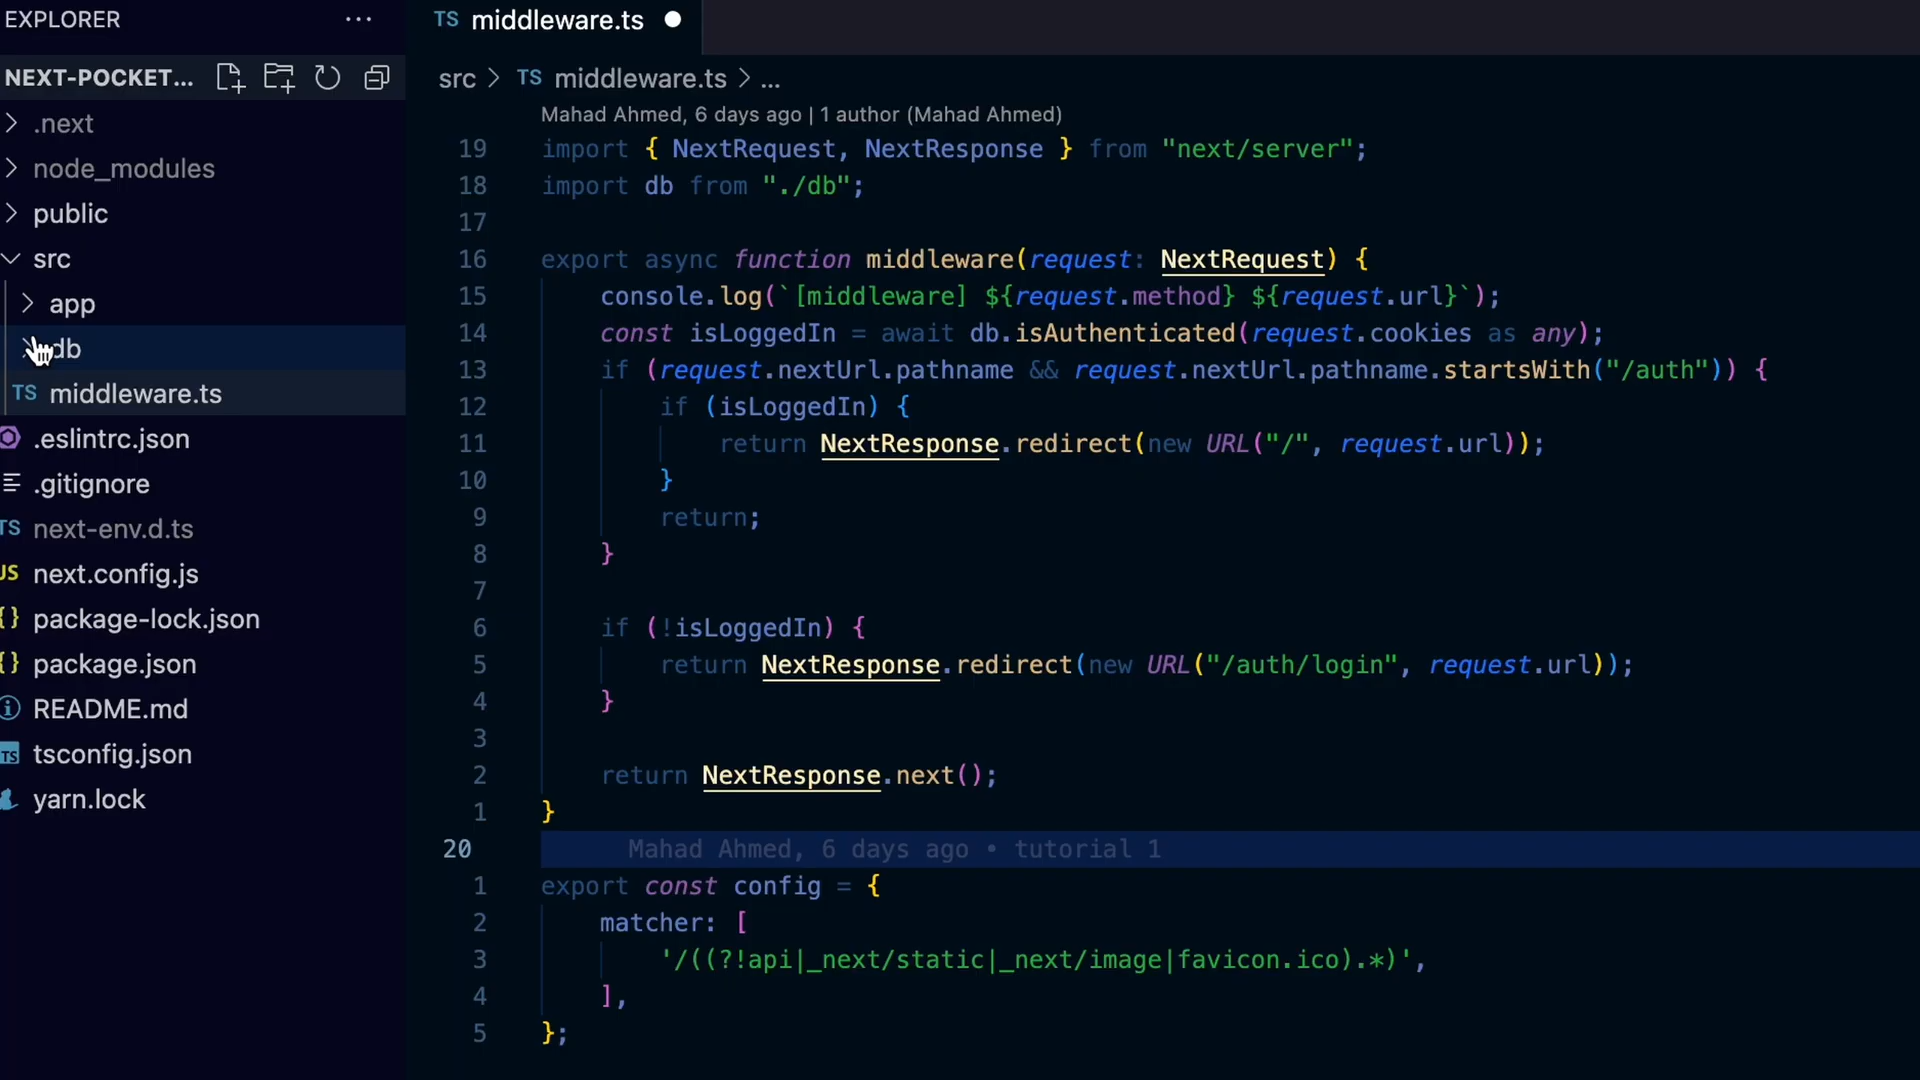 EXPLORER
NEXT-POCKET...
.next
node_modules
public
src
app
db
TS middleware.ts
.eslintrc.json
.gitignore
TS next-env.d.ts
JS next.config.js
{} package-lock.json
{} package.json
README.md
TS tsconfig.json
yarn.lock
TS middleware.ts
src > TS middleware.ts > ...
Mahad Ahmed, 6 days ago | 1 author (Mahad Ahmed)
19 import { NextRequest, NextResponse } from "next/server";
18 import db from "./db";
17
16 export async function middleware(request: NextRequest) {
15 console.log(`[middleware] ${request.method} ${request.url}`);
14 const isLoggedIn = await db.isAuthenticated(request.cookies as any);
13 if (request.nextUrl.pathname && request.nextUrl.pathname.startsWith("/auth")) {
12 if (isLoggedIn) {
11 return NextResponse.redirect(new URL("/", request.url));
10 }
9 return;
8 }
7
6 if (!isLoggedIn) {
5 return NextResponse.redirect(new URL("/auth/login", request.url));
4 }
3
2 return NextResponse.next();
1 }
20 Mahad Ahmed, 6 days ago • tutorial 1
1 export const config = {
2 matcher: [
3 '/((?!api|_next/static|_next/image|favicon.ico).*)',
4 ],
5 };